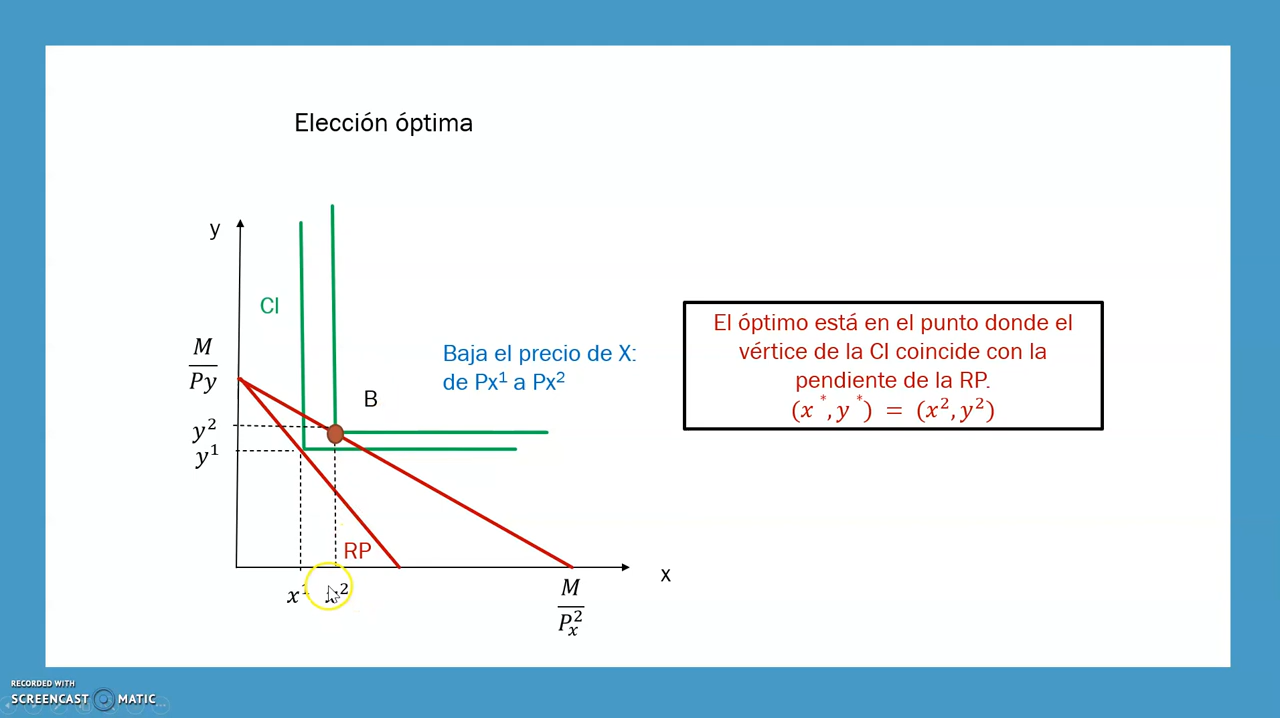 Elección óptima
y
CI
M
Py
y²
y¹
B
Baja el precio de X:
de Px¹ a Px²
El óptimo está en el punto donde el
vértice de la CI coincide con la
pendiente de la RP.
(x*, y*) = (x², y²)
RP
x
x¹
M
Pₓ²
RECORDED WITH
SCREENCAST MATIC